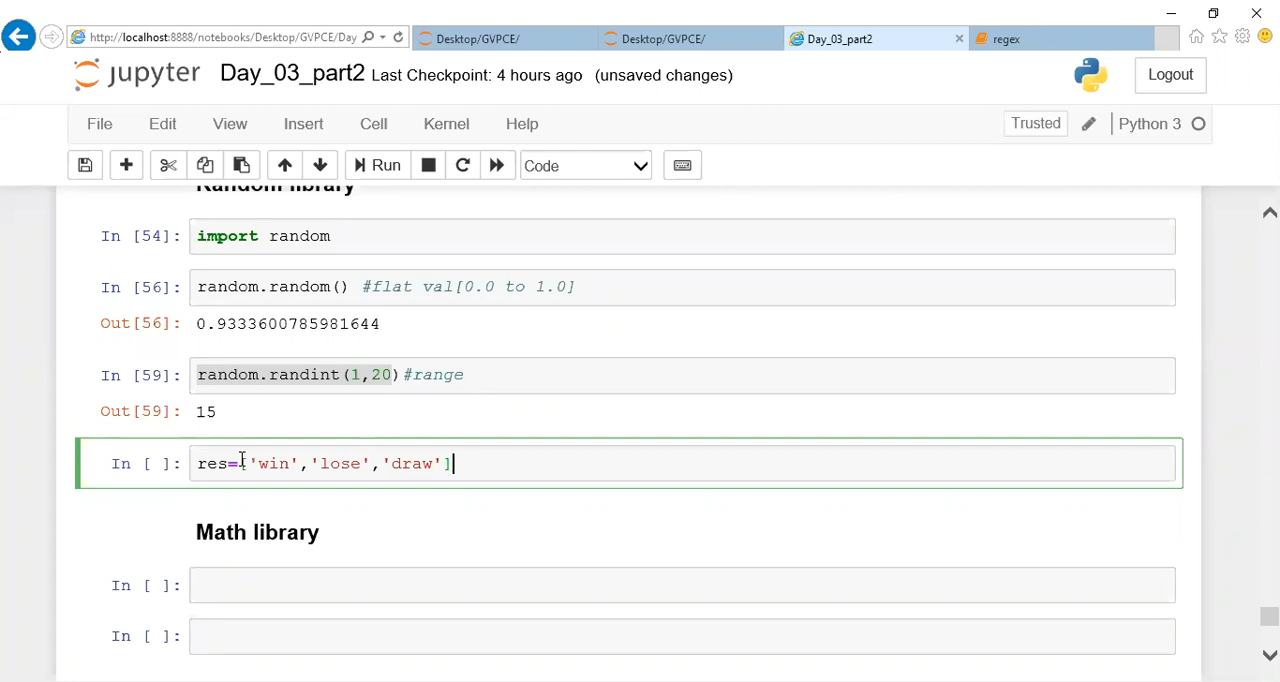 http://localhost:8888/notebooks/Desktop/GVPCE/Day
Desktop/GVPCE/
Desktop/GVPCE/
Day_03_part2
regex
jupyter Day_03_part2 Last Checkpoint: 4 hours ago (unsaved changes)
Logout
File Edit View Insert Cell Kernel Help
Trusted
Python 3
Run
Code
Random library
In [54]: import random
In [56]: random.random() #flat val[0.0 to 1.0]
Out[56]: 0.9333600785981644
In [59]: random.randint(1,20)#range
Out[59]: 15
In [ ]: res=['win','lose','draw']
Math library
In [ ]:
In [ ]: